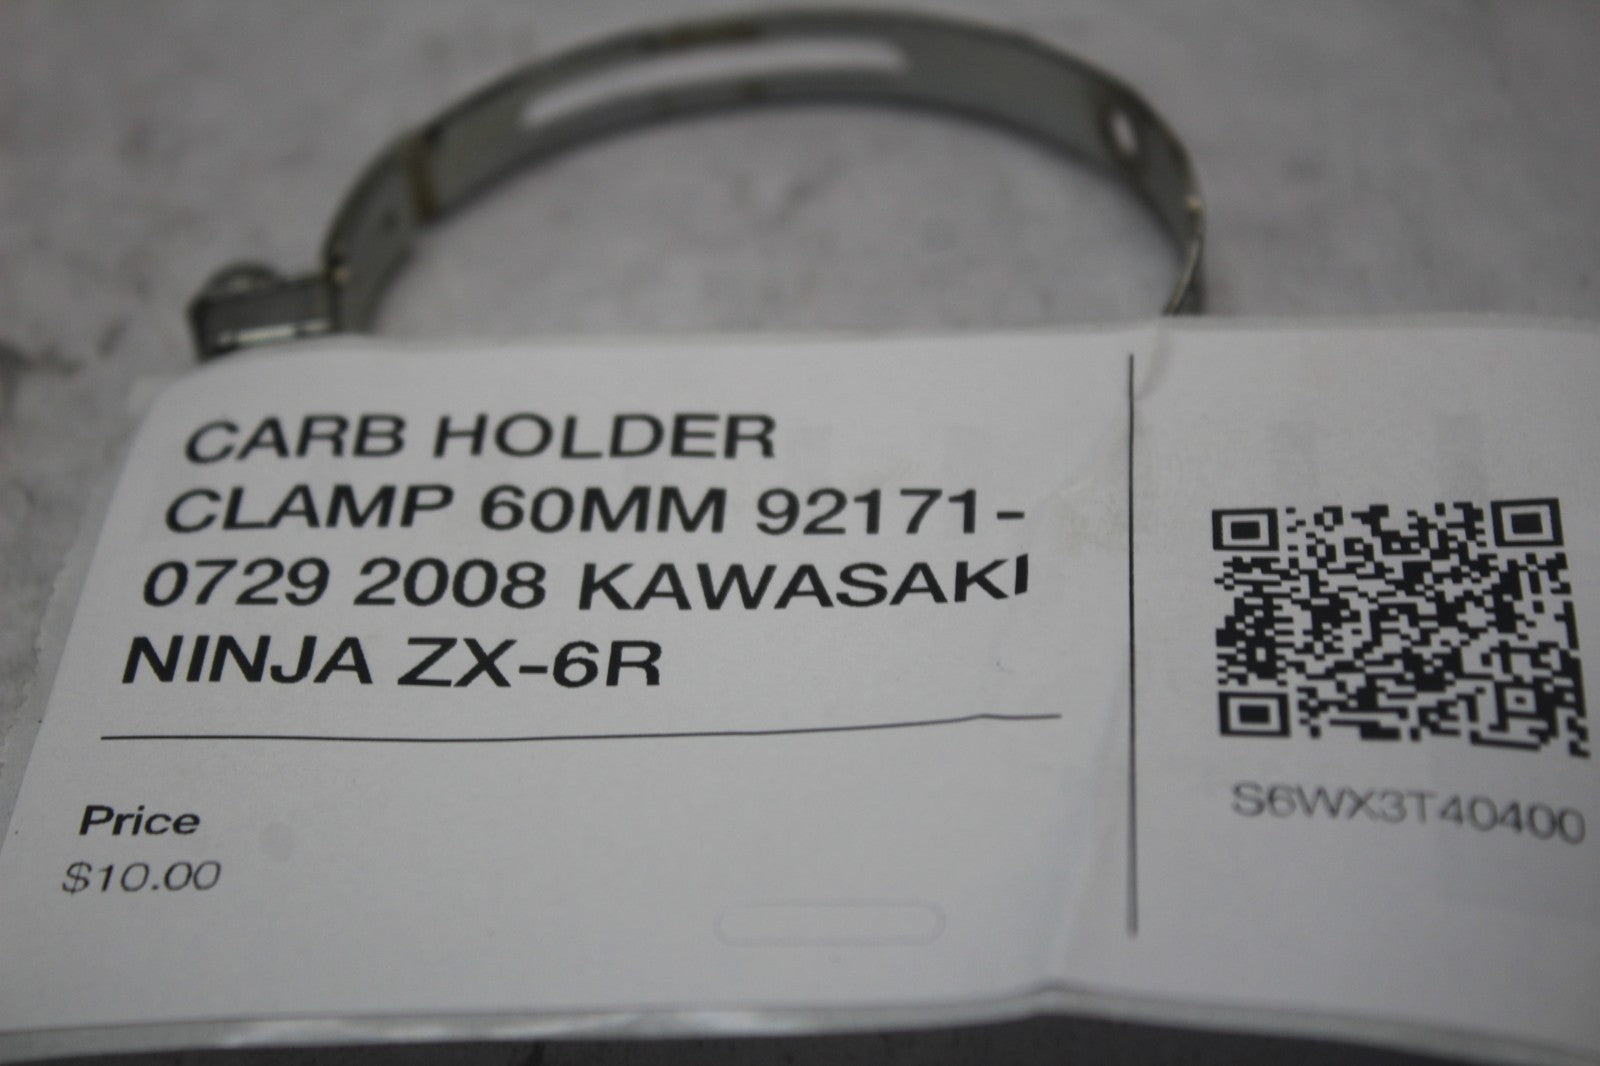 CARB HOLDER
CLAMP 60MM 92171-
0729 2008 KAWASAKI
NINJA ZX-6R
Price
$10.00
S6WX3T40400